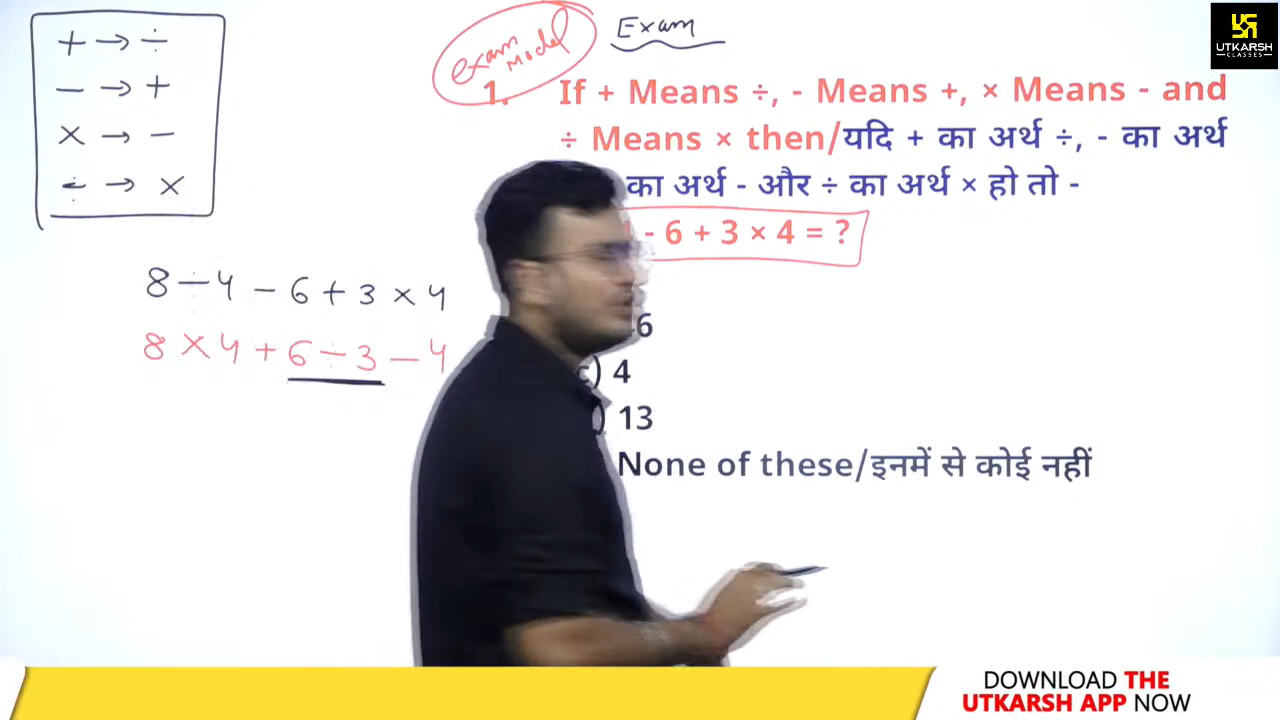 + → ÷
- → +
× → -
÷ → ×
exam model
Exam
उत्कर्ष
UTKARSH
CLASSES
1. If + Means ÷, - Means +, × Means - and
÷ Means × then/यदि + का अर्थ ÷, - का अर्थ
का अर्थ - और ÷ का अर्थ × हो तो -
- 6 + 3 × 4 = ?
8 ÷ 4 - 6 + 3 × 4
8 × 4 + 6 ÷ 3 - 4
6
) 4
) 13
None of these/इनमें से कोई नहीं
DOWNLOAD THE
UTKARSH APP NOW